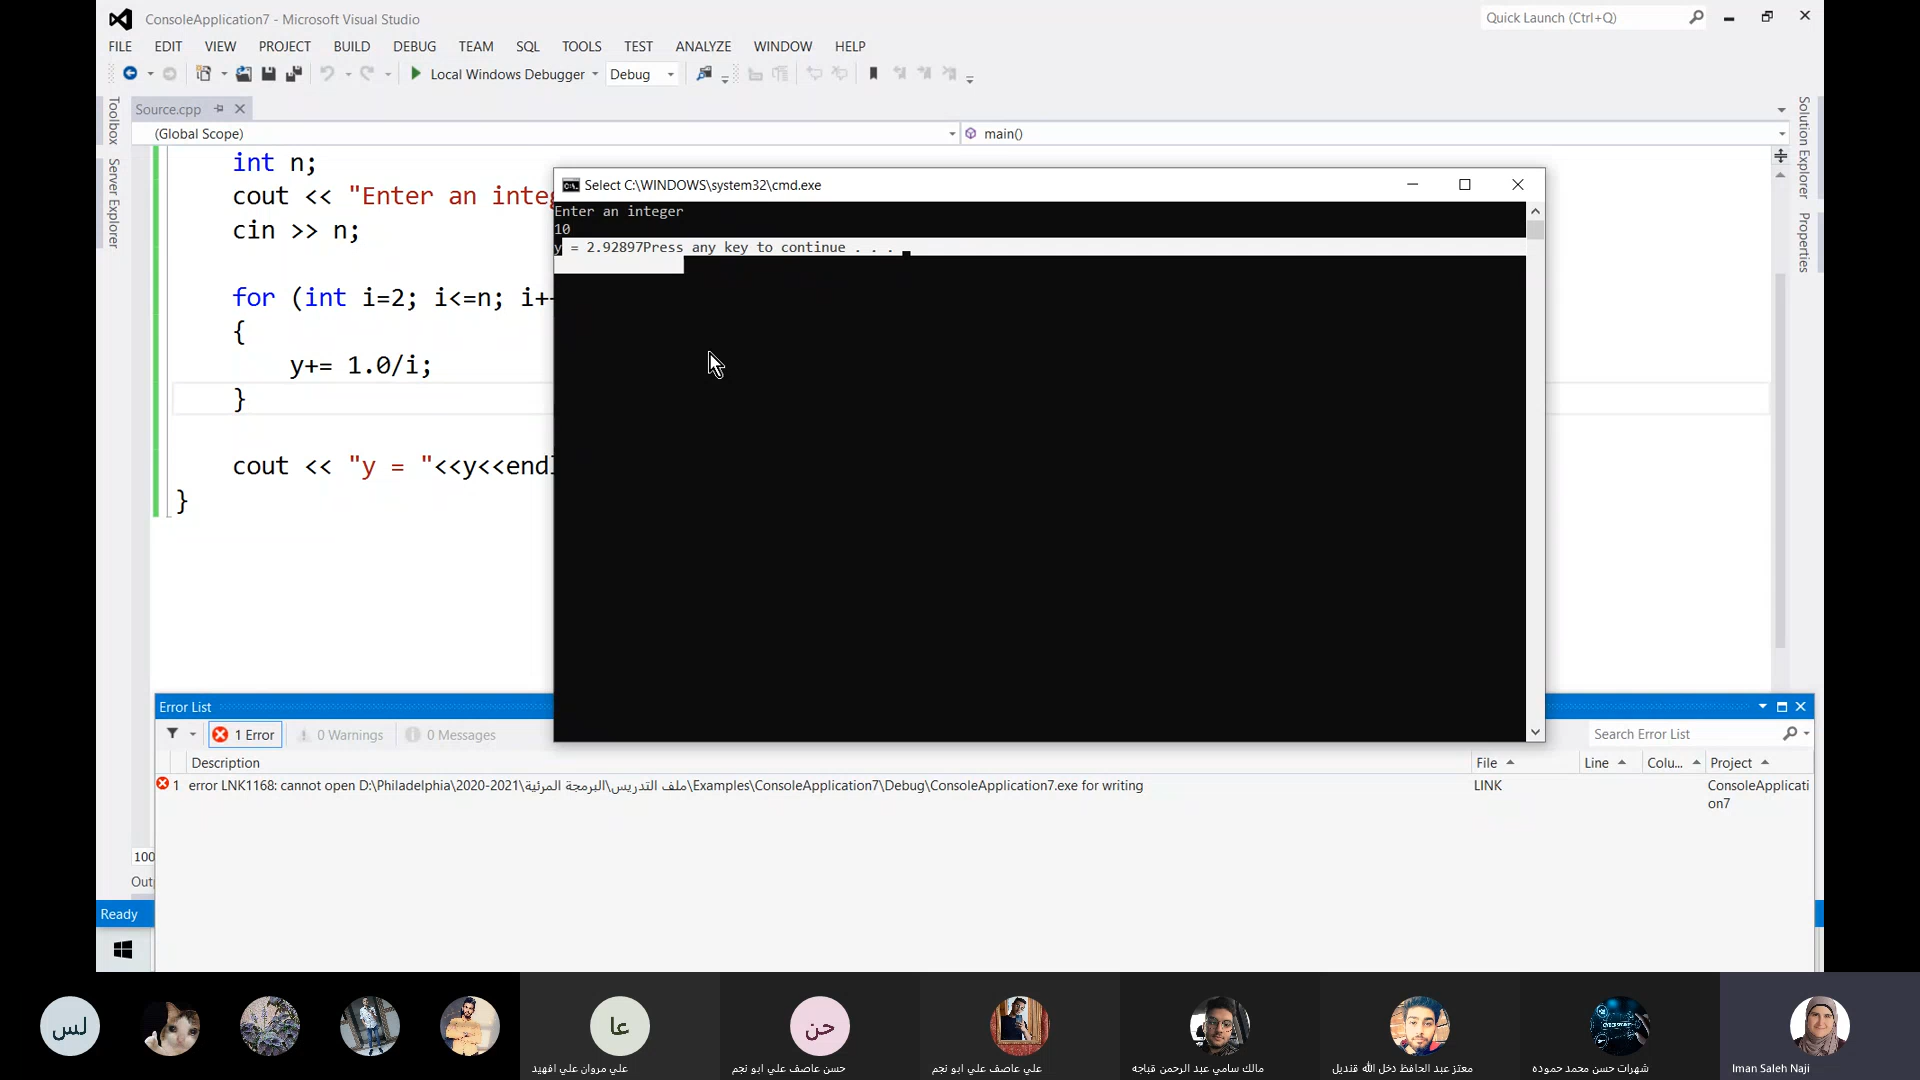 ConsoleApplication7 - Microsoft Visual Studio
Quick Launch (Ctrl+Q)
FILE EDIT VIEW PROJECT BUILD DEBUG TEAM SQL TOOLS TEST ANALYZE WINDOW HELP
Local Windows Debugger Debug
Toolbox
Server Explorer
Solution Explorer
Properties
Source.cpp
(Global Scope) main()
int n;
cout << "Enter an integ
cin >> n;
for (int i=2; i<=n; i+
{
y+= 1.0/i;
}
cout << "y = "<<y<<endl
}
Select C:\WINDOWS\system32\cmd.exe
Enter an integer
10
y = 2.92897Press any key to continue . . .
Error List
1 Error 0 Warnings 0 Messages
Search Error List
Description File Line Colu... Project
1 error LNK1168: cannot open D:\Philadelphia\2020-2021\ملف التدريس\البرمجة المرئية\Examples\ConsoleApplication7\Debug\ConsoleApplication7.exe for writing LINK ConsoleApplicati
on7
100
Out
Ready
لس
عا
حن
علي مروان علي افهيد
حسن عاصف علي ابو نجم
علي عاصف علي ابو نجم
مالك سامي عبد الرحمن قباجه
معتز عبد الحافظ دخل الله قنديل
شهرات حسن محمد حموده
Iman Saleh Naji